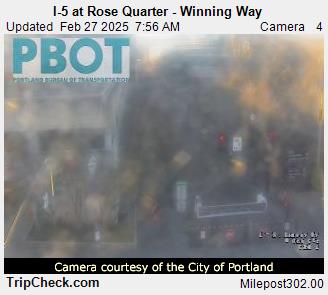 I-5 at Rose Quarter - Winning Way
Updated  Feb 27 2025  7:56 AM  Camera  4
PBOT
PORTLAND BUREAU OF TRANSPORTATION
Camera courtesy of the City of Portland
TripCheck.com  Milepost302.00